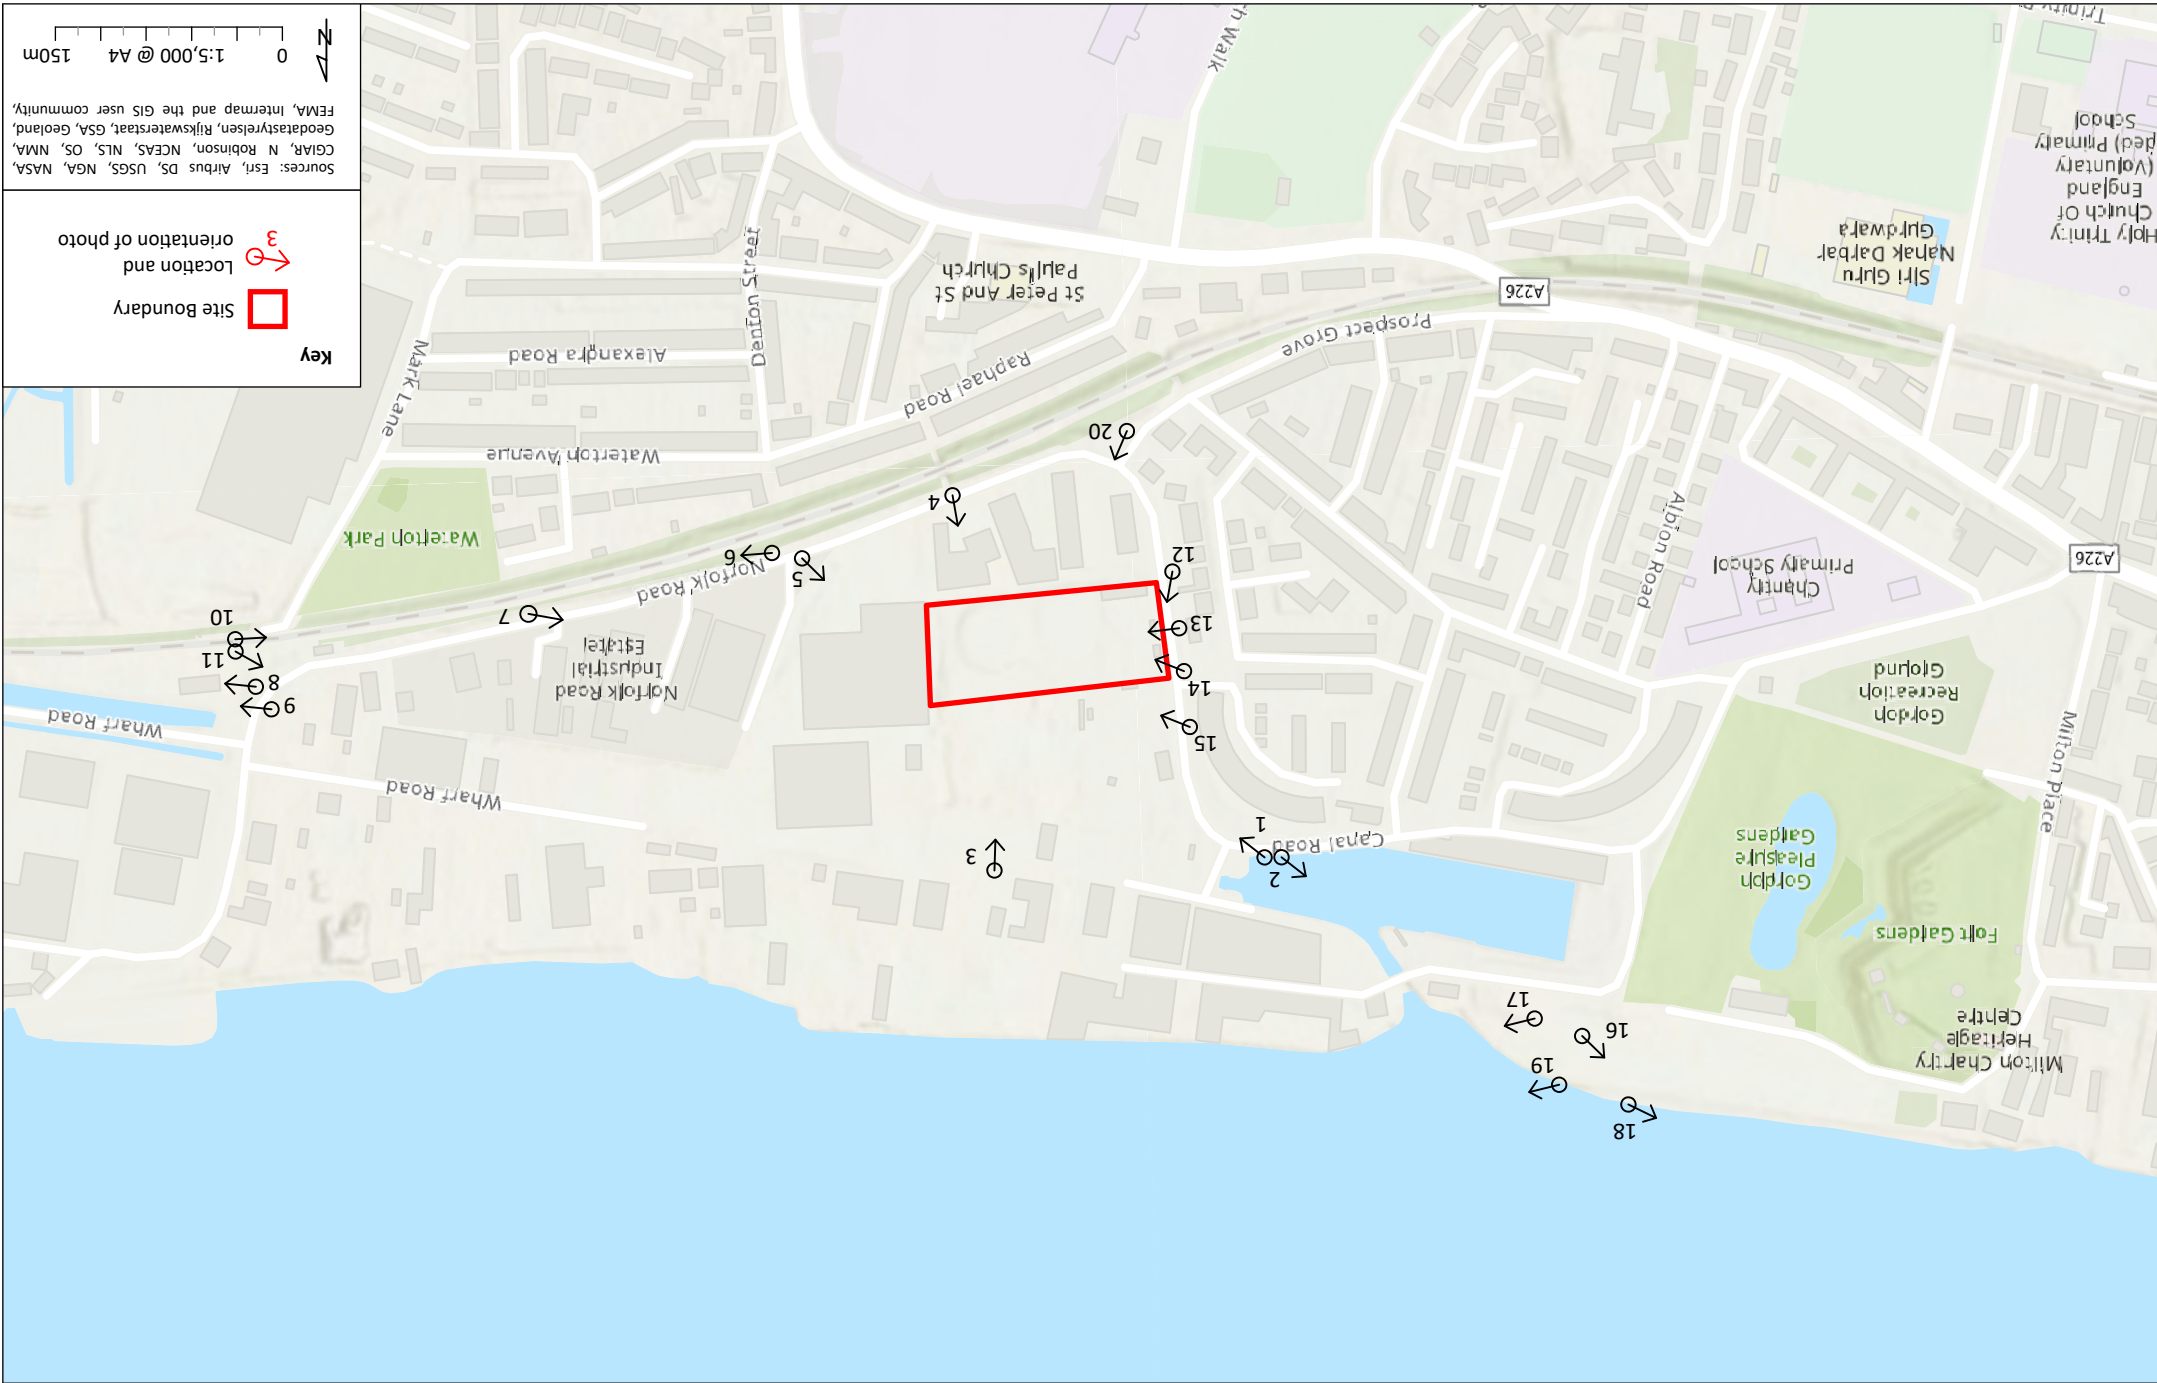 Key
Site Boundary
3
Location and
orientation of photo
Sources: Esri, Airbus DS, USGS, NGA, NASA,
CGIAR, N Robinson, NCEAS, NLS, OS, NMA,
Geodatastyrelsen, Rijkswaterstaat, GSA, Geoland,
FEMA, Intermap and the GIS user community,
N
0
1:5,000 @ A4
150m
18
19
16
17
Milton Chantry
Heritage
Centre
Fort Gardens
Gordon
Pleasure
Gardens
Milton Place
2
1
Canal Road
3
Wharf Road
Wharf Road
Gordon
Recreation
Ground
15
14
13
12
9
8
11
10
Norfolk Road
Industrial
Estate
7
Norfolk Road
5
6
4
20
Chantry
Primary School
Albion Road
A226
Waterton Park
Waterton Avenue
Mark Lane
Raphael Road
Alexandra Road
Denton Street
Prospect Grove
A226
St Peter And St
Paul's Church
Siri Guru
Nanak Darbar
Gurdwara
Holy Trinity
Church Of
England
(Voluntary
ded) Primary
School
h Walk